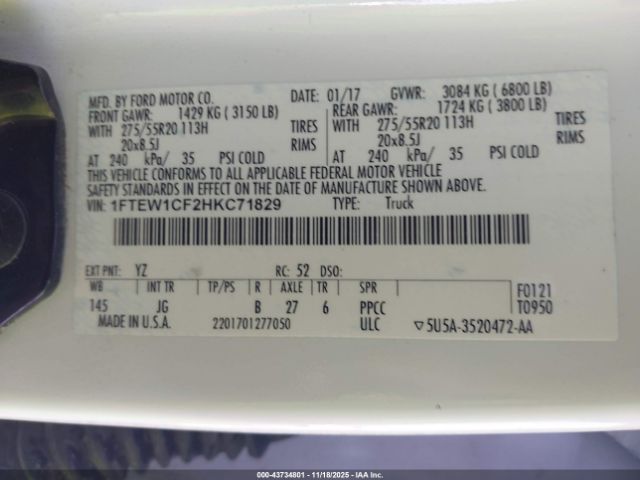 MFD. BY FORD MOTOR CO. DATE: 01/17 GVWR: 3084 KG ( 6800 LB)
FRONT GAWR: 1429 KG ( 3150 LB) REAR GAWR: 1724 KG ( 3800 LB)
WITH 275/55R20 113H TIRES WITH 275/55R20 113H TIRES
20x8.5J RIMS 20x8.5J RIMS
AT 240 kPa/ 35 PSI COLD AT 240 kPa/ 35 PSI COLD
THIS VEHICLE CONFORMS TO ALL APPLICABLE FEDERAL MOTOR VEHICLE
SAFETY STANDARDS IN EFFECT ON THE DATE OF MANUFACTURE SHOWN ABOVE.
VIN: 1FTEW1CF2HKC71829 TYPE: Truck
EXT PNT: YZ RC: 52 DSO:
WB INT TR TP/PS R AXLE TR SPR F0121
145 JG B 27 6 PPCC T0950
MADE IN U.S.A. 2201701277050 ULC ▽5U5A-3520472-AA
000-43734801 | 11/18/2025 | IAAI